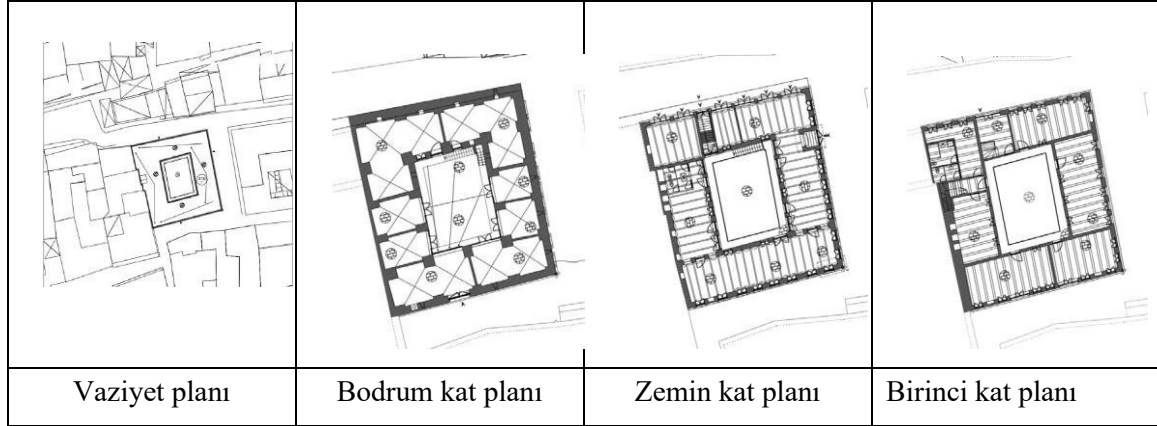 Vaziyet planı
Bodrum kat planı
Zemin kat planı
Birinci kat planı